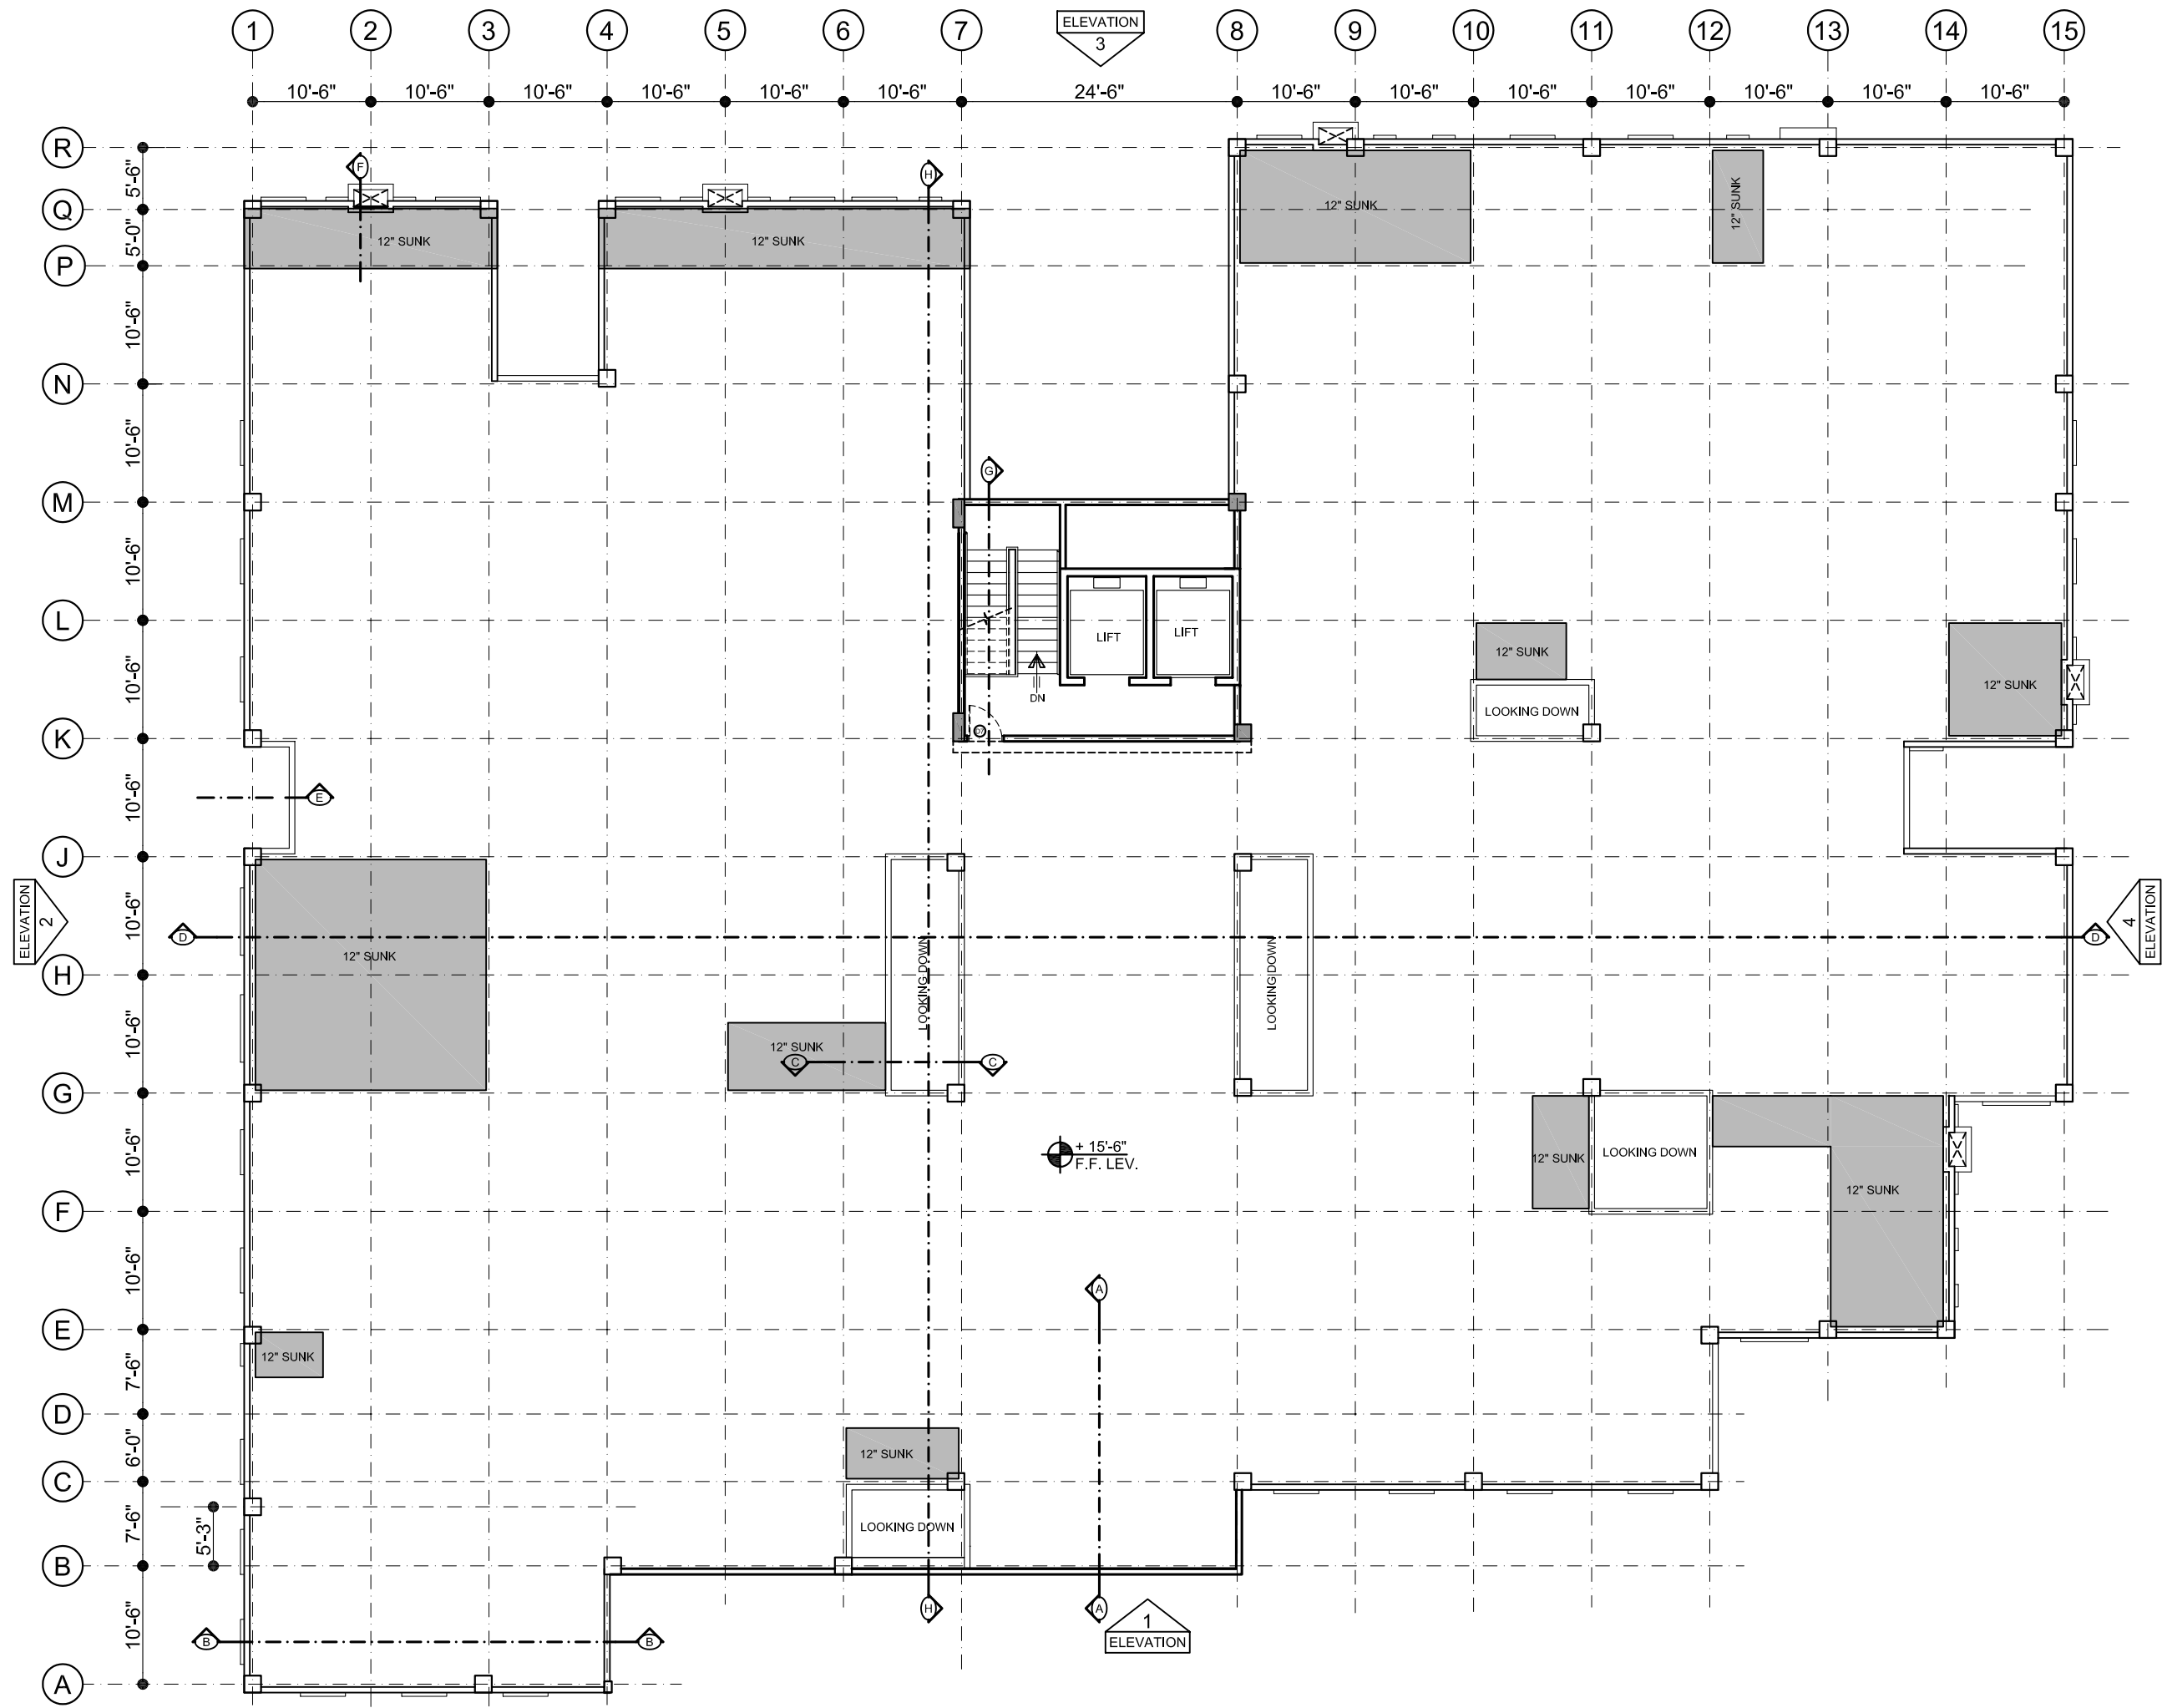 1 2 3 4 5 6 7 8 9 10 11 12 13 14 15
ELEVATION
3
10'-6" 10'-6" 10'-6" 10'-6" 10'-6" 10'-6" 24'-6" 10'-6" 10'-6" 10'-6" 10'-6" 10'-6" 10'-6" 10'-6"
R
5'-6"
F
H
Q
12" SUNK
12" SUNK
12" SUNK
12" SUNK
5'-0"
P
10'-6"
N
10'-6"
G
M
10'-6"
L
LIFT
LIFT
12" SUNK
12" SUNK
10'-6"
DN
LOOKING DOWN
K
10'-6"
E
J
ELEVATION
2
10'-6"
D
12" SUNK
LOOKING DOWN
LOOKING DOWN
D
4
ELEVATION
H
10'-6"
12" SUNK
C
C
G
10'-6"
+ 15'-6"
F.F. LEV.
12" SUNK
LOOKING DOWN
12" SUNK
F
10'-6"
A
E
12" SUNK
7'-6"
D
6'-0"
12" SUNK
C
7'-6"
5'-3"
LOOKING DOWN
B
10'-6"
H
A
1
ELEVATION
B
B
A